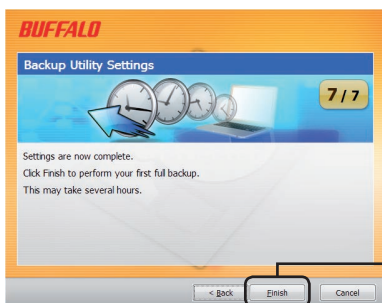 BUFFALO
Backup Utility Settings
7 / 7
Settings are now complete.
Click Finish to perform your first full backup.
This may take several hours.
< Back
Finish
Cancel